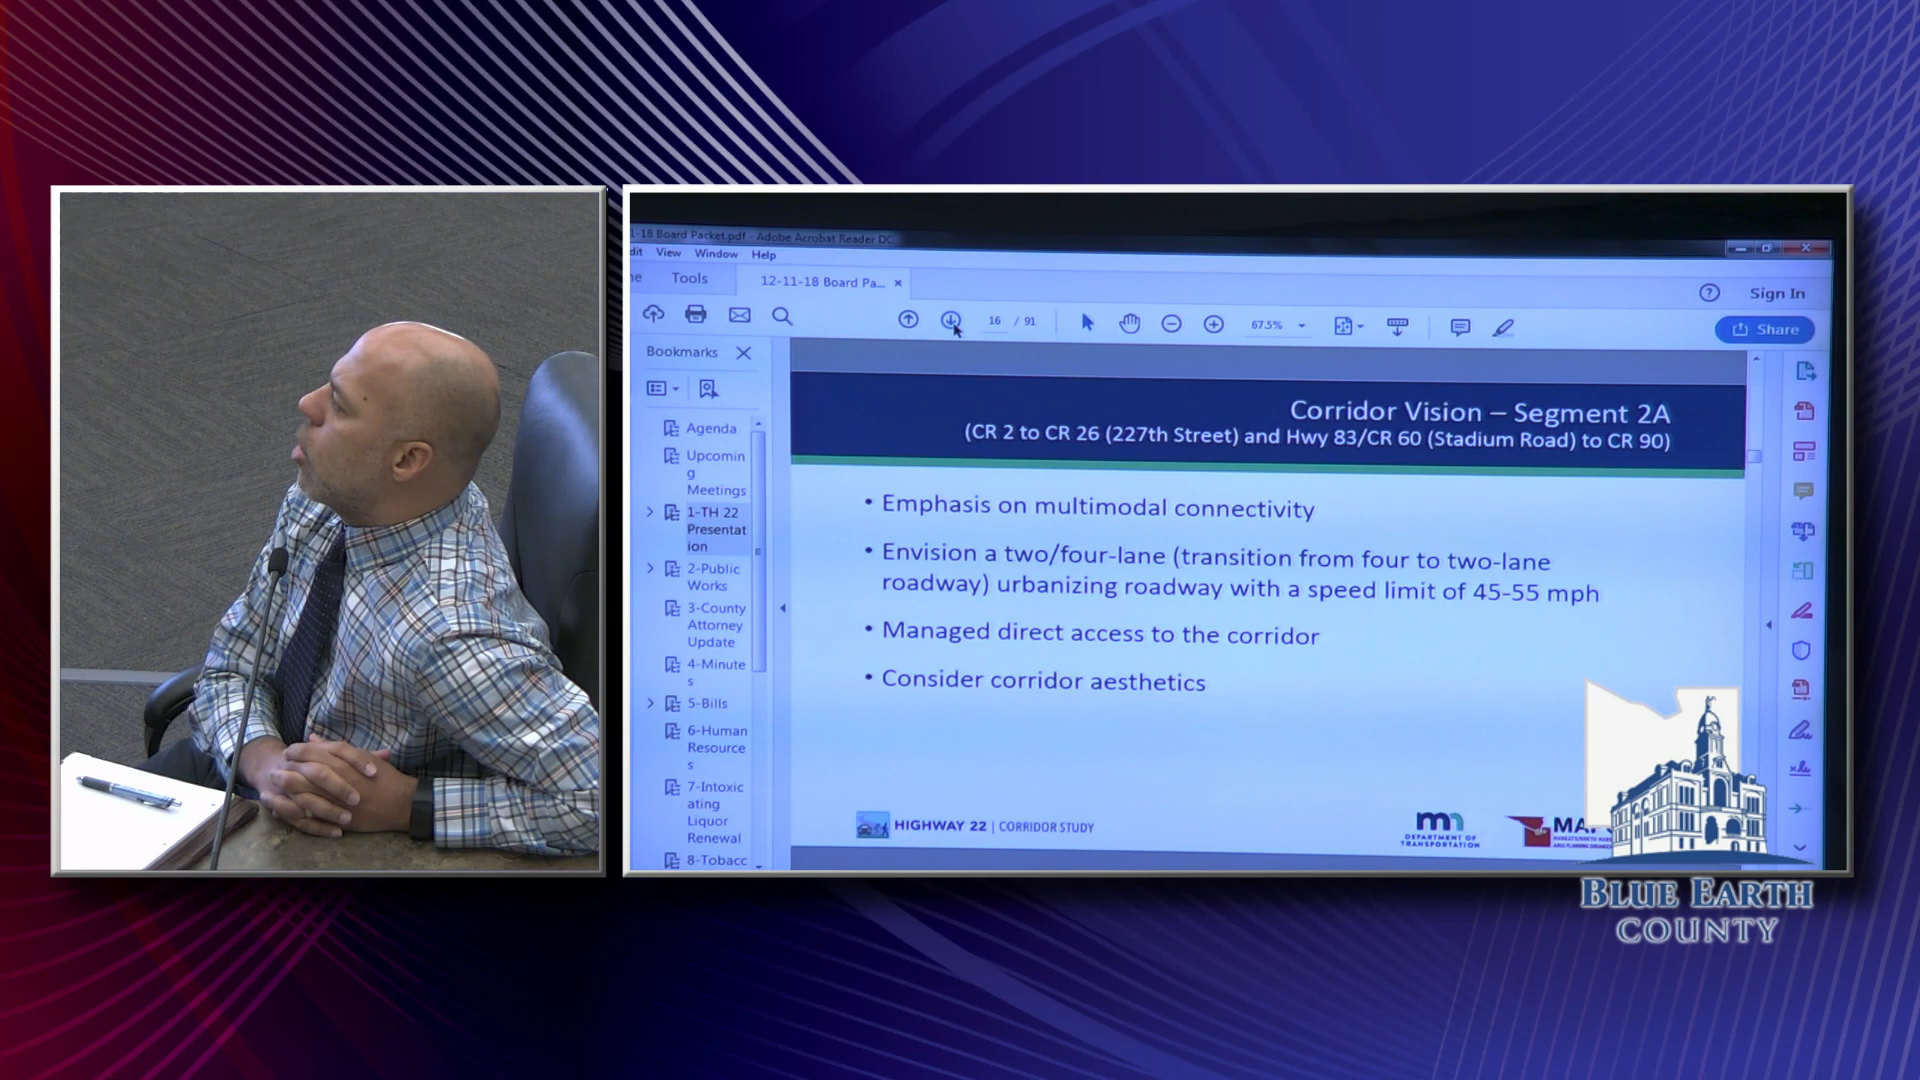 1-18 Board Packet.pdf - Adobe Acrobat Reader DC
dit View Window Help
Tools
12-11-18 Board Pa...
Sign In
16 / 91
67.5%
Share
Bookmarks
Agenda
Upcomin
g
Meetings
1-TH 22
Presentat
ion
2-Public
Works
3-County
Attorney
Update
4-Minute
s
5-Bills
6-Human
Resource
s
7-Intoxic
ating
Liquor
Renewal
8-Tobacc
Corridor Vision – Segment 2A
(CR 2 to CR 26 (227th Street) and Hwy 83/CR 60 (Stadium Road) to CR 90)
• Emphasis on multimodal connectivity
• Envision a two/four-lane (transition from four to two-lane
roadway) urbanizing roadway with a speed limit of 45-55 mph
• Managed direct access to the corridor
• Consider corridor aesthetics
HIGHWAY 22 | CORRIDOR STUDY
DEPARTMENT OF
TRANSPORTATION
BLUE EARTH
COUNTY